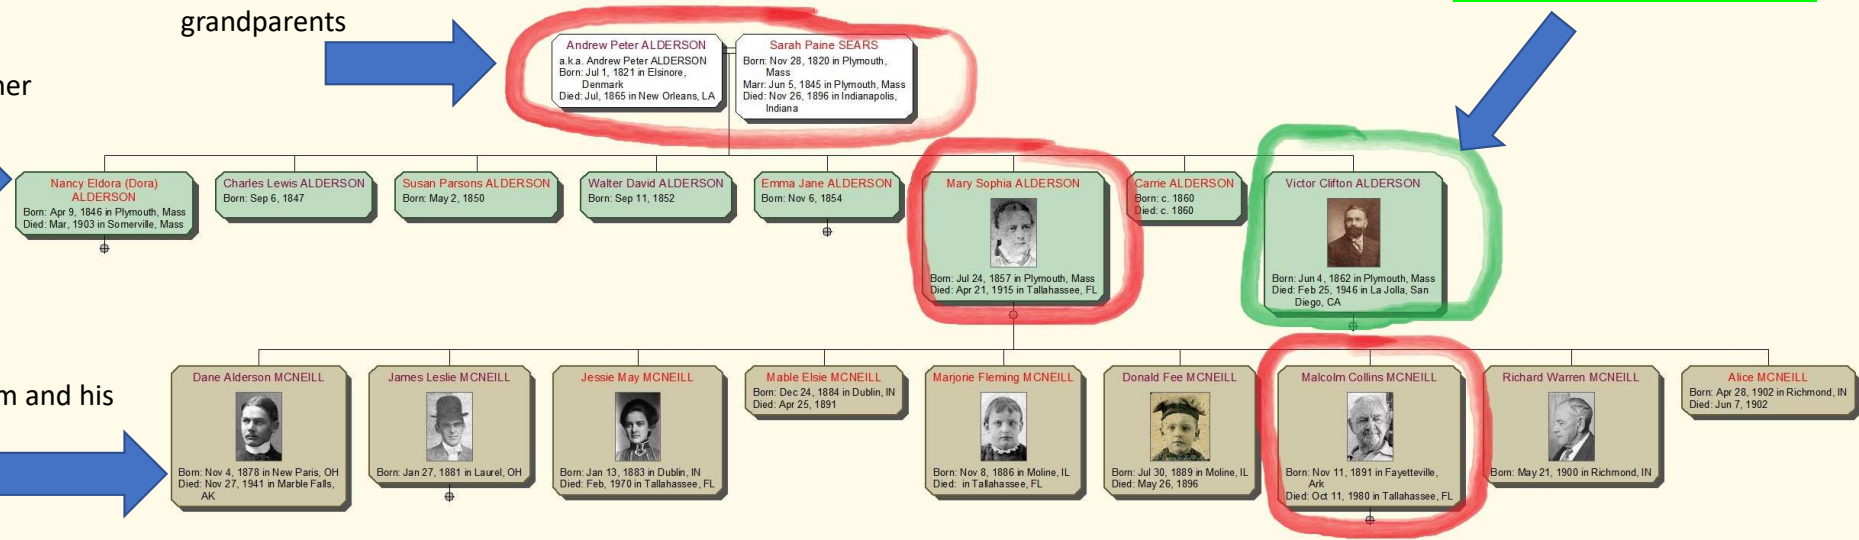 grandparents
ner
m and his
Andrew Peter ALDERSON
a.k.a. Andrew Peter ALDERSON
Born: Jul 1, 1821 in Elsinore,
Denmark
Died: Jul, 1865 in New Orleans, LA
Sarah Paine SEARS
Born: Nov 28, 1820 in Plymouth,
Mass
Marr: Jun 5, 1845 in Plymouth, Mass
Died: Nov 26, 1896 in Indianapolis,
Indiana
Nancy Eldora (Dora)
ALDERSON
Born: Apr 9, 1846 in Plymouth, Mass
Died: Mar, 1903 in Somerville, Mass
Charles Lewis ALDERSON
Born: Sep 6, 1847
Susan Parsons ALDERSON
Born: May 2, 1850
Walter David ALDERSON
Born: Sep 11, 1852
Emma Jane ALDERSON
Born: Nov 6, 1854
Mary Sophia ALDERSON
Born: Jul 24, 1857 in Plymouth, Mass
Died: Apr 21, 1915 in Tallahassee, FL
Carrie ALDERSON
Born: c. 1860
Died: c. 1860
Victor Clifton ALDERSON
Born: Jun 4, 1862 in Plymouth, Mass
Died: Feb 25, 1946 in La Jolla, San
Diego, CA
Dane Alderson MCNEILL
Born: Nov 4, 1878 in New Paris, OH
Died: Nov 27, 1941 in Marble Falls,
AK
James Leslie MCNEILL
Born: Jan 27, 1881 in Laurel, OH
Jessie May MCNEILL
Born: Jan 13, 1883 in Dublin, IN
Died: Feb, 1970 in Tallahassee, FL
Mable Elsie MCNEILL
Born: Dec 24, 1884 in Dublin, IN
Died: Apr 25, 1891
Marjorie Fleming MCNEILL
Born: Nov 8, 1886 in Moline, IL
Died: in Tallahassee, FL
Donald Fee MCNEILL
Born: Jul 30, 1889 in Moline, IL
Died: May 26, 1896
Malcolm Collins MCNEILL
Born: Nov 11, 1891 in Fayetteville,
Ark
Died: Oct 11, 1980 in Tallahassee, FL
Richard Warren MCNEILL
Born: May 21, 1900 in Richmond, IN
Alice MCNEILL
Born: Apr 28, 1902 in Richmond, IN
Died: Jun 7, 1902